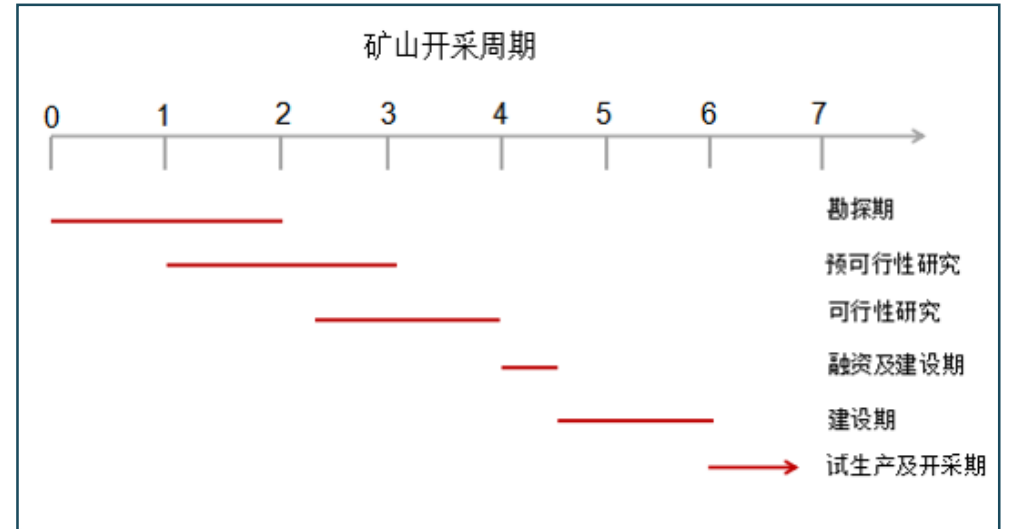 矿山开采周期
0 1 2 3 4 5 6 7
勘探期
预可行性研究
可行性研究
融资及建设期
建设期
试生产及开采期